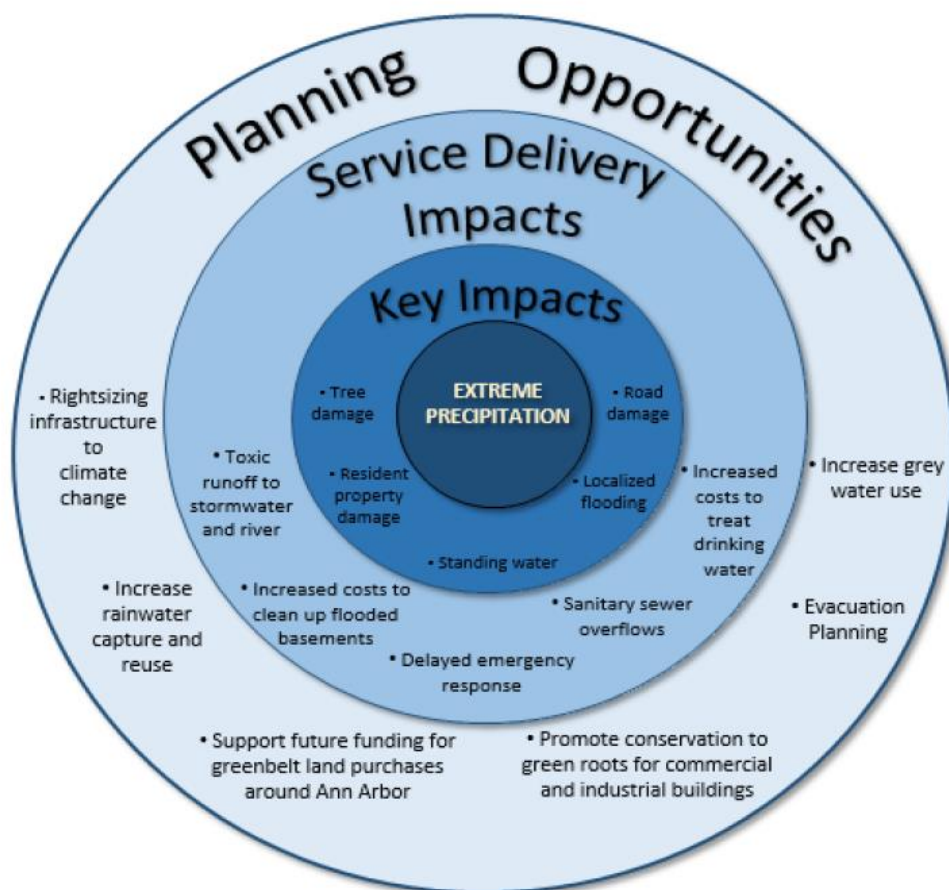 Planning Opportunities
Service Delivery
Impacts
Key Impacts
EXTREME
PRECIPITATION
• Tree
damage
• Road
damage
• Resident
property
damage
• Localized
flooding
• Standing water
• Toxic
runoff to
stormwater
and river
• Increased
costs to
treat
drinking
water
• Increased costs to
clean up flooded
basements
• Sanitary sewer
overflows
• Delayed emergency
response
• Rightsizing
infrastructure
to
climate
change
• Increase grey
water use
• Increase
rainwater
capture and
reuse
• Evacuation
Planning
• Support future funding for
greenbelt land purchases
around Ann Arbor
• Promote conservation to
green roots for commercial
and industrial buildings